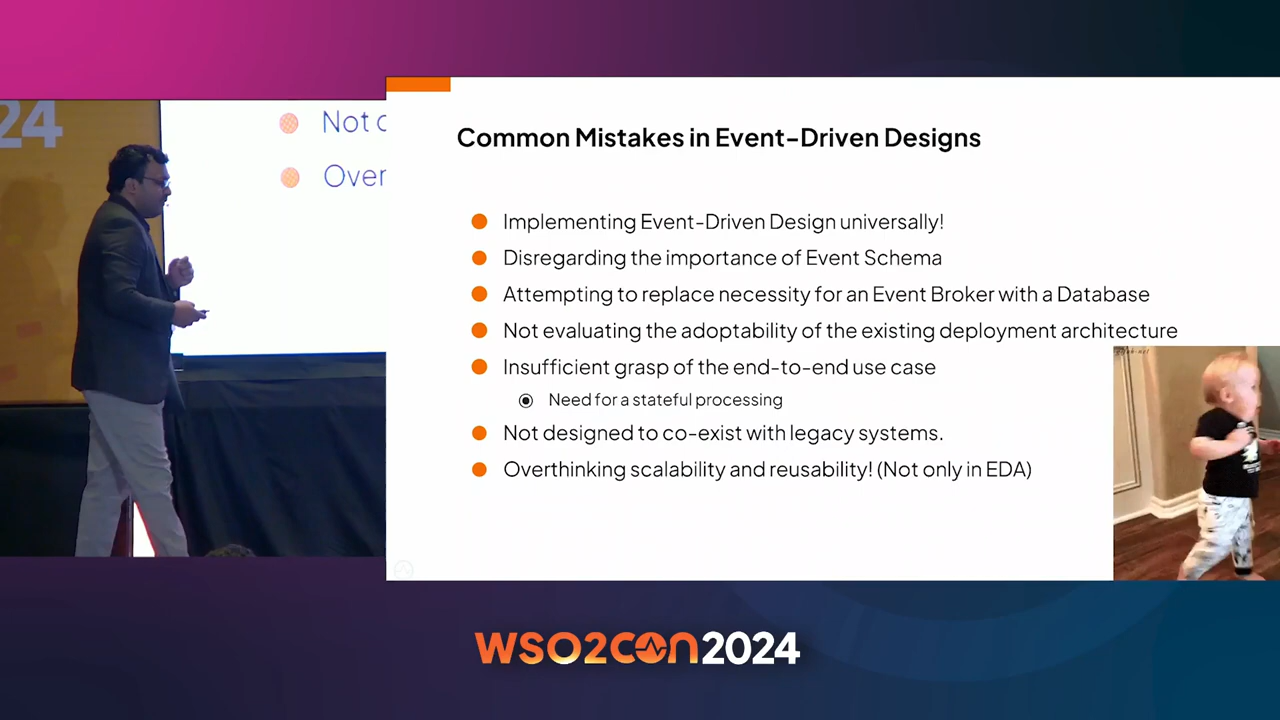 24
Not
Over
Common Mistakes in Event-Driven Designs
Implementing Event-Driven Design universally!
Disregarding the importance of Event Schema
Attempting to replace necessity for an Event Broker with a Database
Not evaluating the adoptability of the existing deployment architecture
Insufficient grasp of the end-to-end use case
Need for a stateful processing
Not designed to co-exist with legacy systems.
Overthinking scalability and reusability! (Not only in EDA)
WSO2CON2024